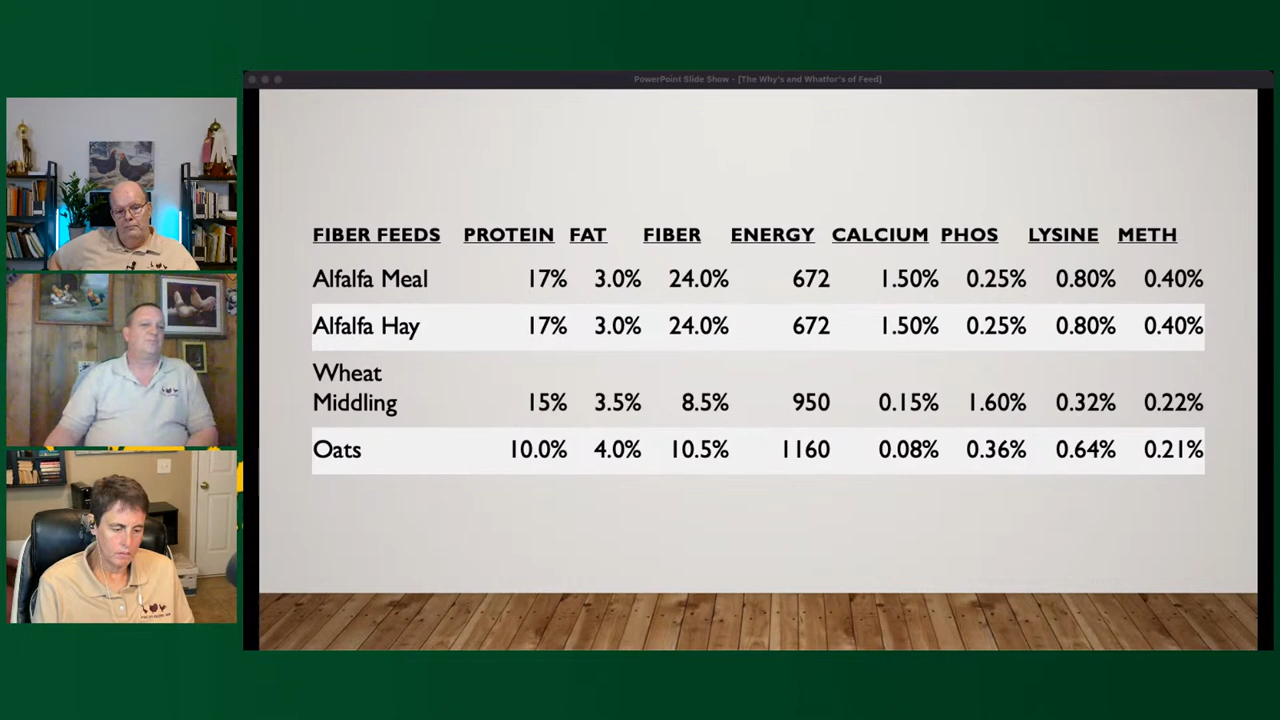 PowerPoint Slide Show - [The Why's and Whatfor's of Feed]
FIBER FEEDS PROTEIN FAT FIBER ENERGY CALCIUM PHOS LYSINE METH
Alfalfa Meal 17% 3.0% 24.0% 672 1.50% 0.25% 0.80% 0.40%
Alfalfa Hay 17% 3.0% 24.0% 672 1.50% 0.25% 0.80% 0.40%
Wheat
Middling 15% 3.5% 8.5% 950 0.15% 1.60% 0.32% 0.22%
Oats 10.0% 4.0% 10.5% 1160 0.08% 0.36% 0.64% 0.21%